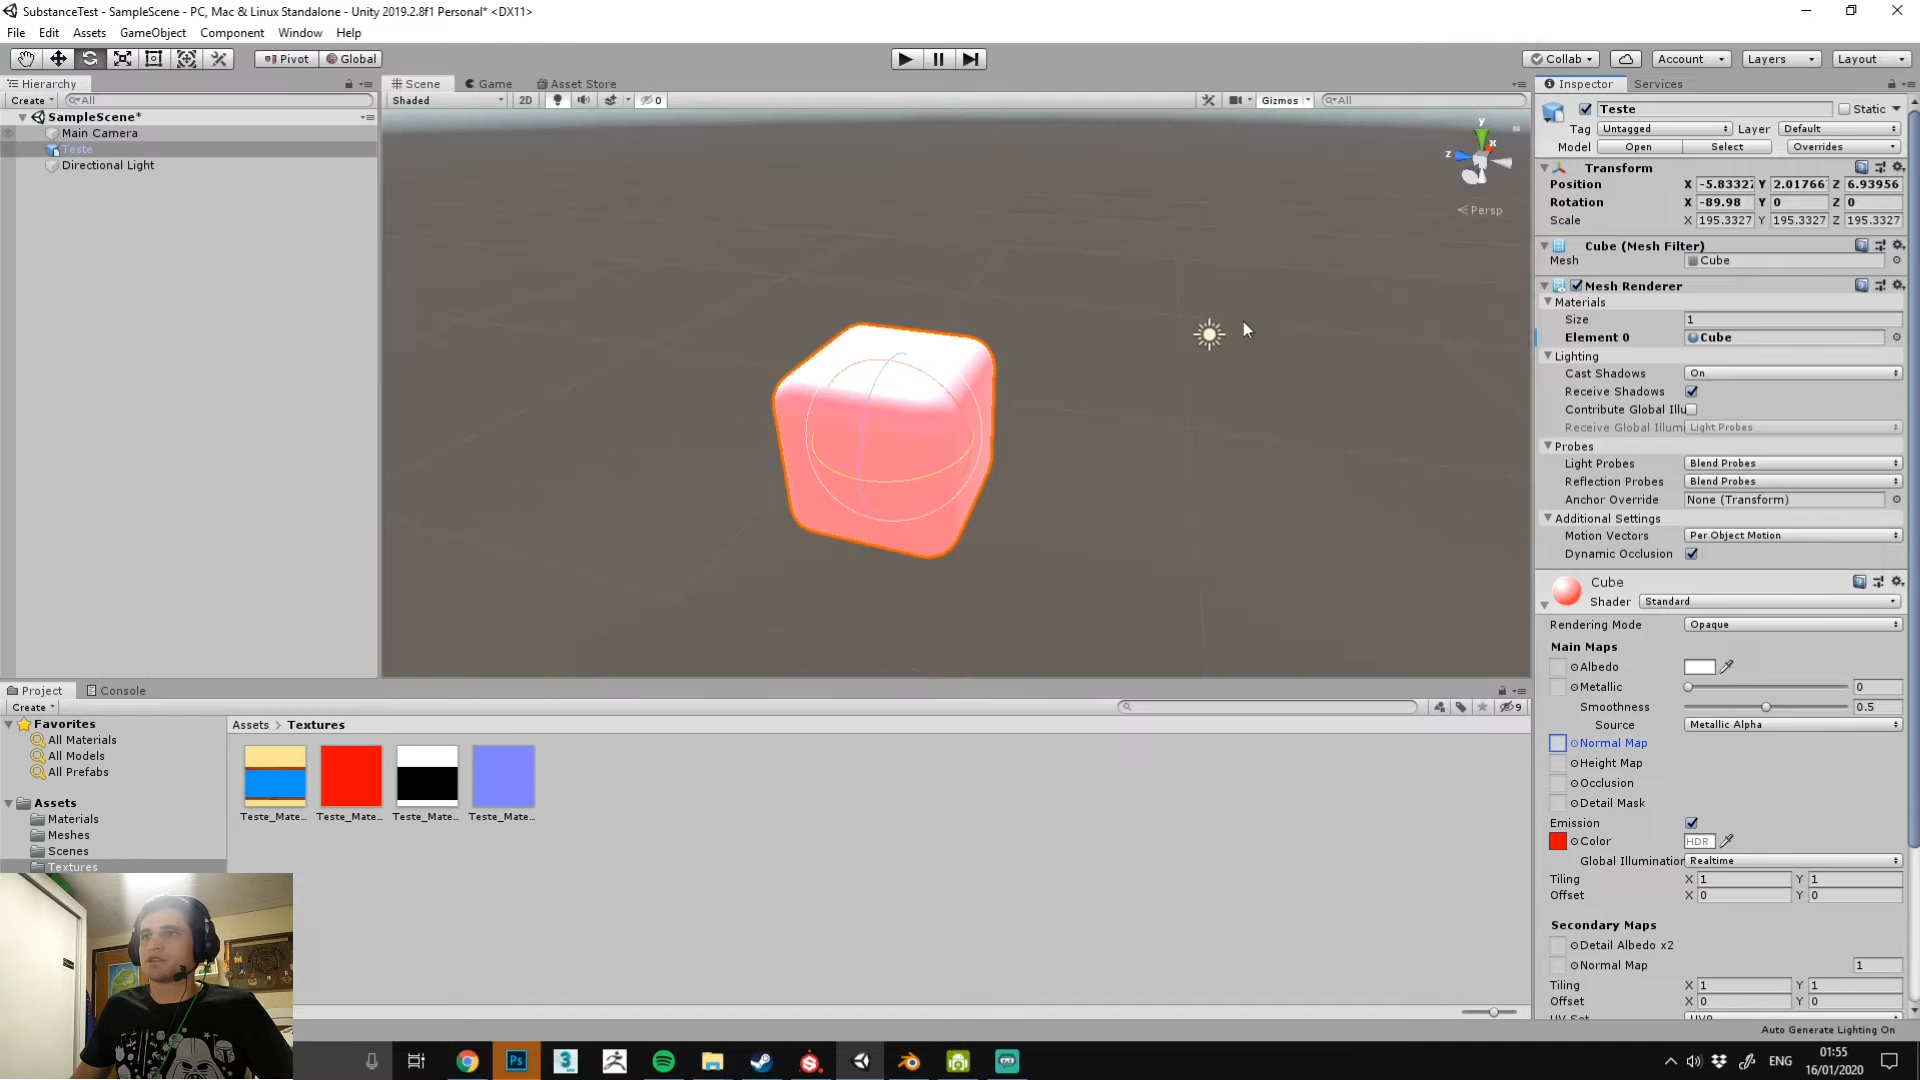 SubstanceTest - SampleScene - PC, Mac & Linux Standalone - Unity 2019.2.8f1 Personal* <DX11>
File Edit Assets GameObject Component Window Help
Pivot Global
Collab Account Layers Layout
Hierarchy
Create All
SampleScene*
Main Camera
Teste
Directional Light
Scene Game Asset Store
Shaded 2D 0 Gizmos All
y
x
z
Persp
Inspector Services
Teste Static
Tag Untagged Layer Default
Model Open Select Overrides
Transform
Position X -5.8332 Y 2.01766 Z 6.93956
Rotation X -89.98 Y 0 Z 0
Scale X 195.3327 Y 195.3327 Z 195.3327
Cube (Mesh Filter)
Mesh Cube
Mesh Renderer
Materials
Size 1
Element 0 Cube
Lighting
Cast Shadows On
Receive Shadows
Contribute Global Illu
Receive Global Illumi Light Probes
Probes
Light Probes Blend Probes
Reflection Probes Blend Probes
Anchor Override None (Transform)
Additional Settings
Motion Vectors Per Object Motion
Dynamic Occlusion
Cube
Shader Standard
Rendering Mode Opaque
Main Maps
Albedo
Metallic 0
Smoothness 0.5
Source Metallic Alpha
Normal Map
Height Map
Occlusion
Detail Mask
Emission
Color HDR
Global Illumination Realtime
Tiling X 1 Y 1
Offset X 0 Y 0
Secondary Maps
Detail Albedo x2
Normal Map 1
Tiling X 1 Y 1
Offset X 0 Y 0
Auto Generate Lighting On
Project Console
Create 9
Favorites
All Materials
All Models
All Prefabs
Assets
Materials
Meshes
Scenes
Textures
Assets > Textures
Teste_Mate... Teste_Mate... Teste_Mate... Teste_Mate...
Ps 3
ENG 01:55
16/01/2020